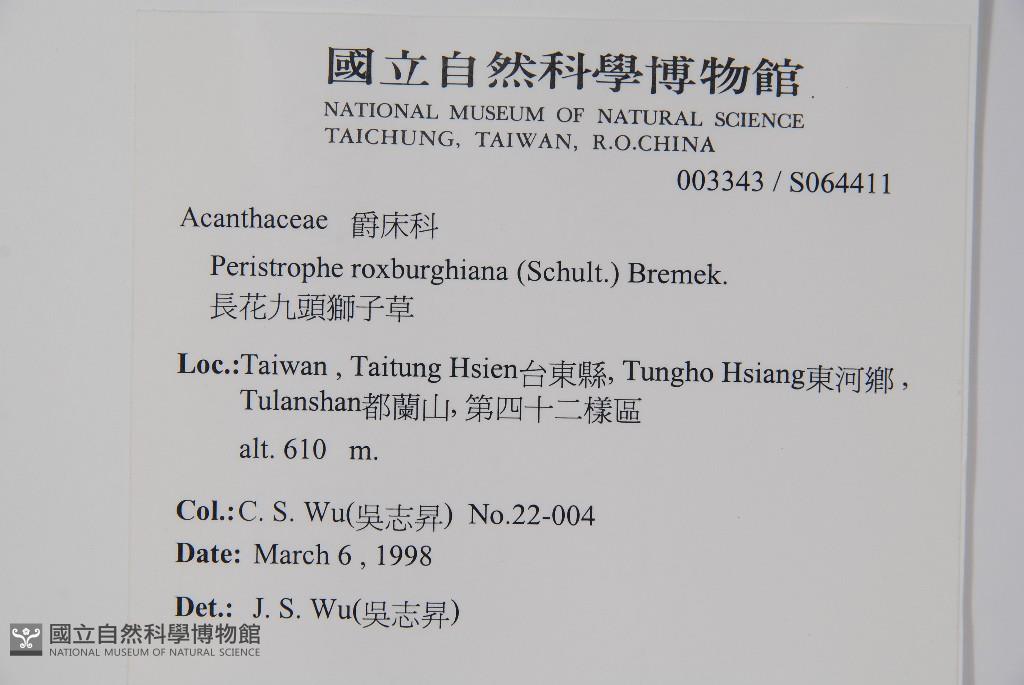 國立自然科學博物館
NATIONAL MUSEUM OF NATURAL SCIENCE
TAICHUNG, TAIWAN, R.O.CHINA
003343 / S064411
Acanthaceae 爵床科
Peristrophe roxburghiana (Schult.) Bremek.
長花九頭獅子草
Loc.:Taiwan , Taitung Hsien台東縣, Tungho Hsiang東河鄉 ,
Tulanshan都蘭山, 第四十二樣區
alt. 610 m.
Col.:C. S. Wu(吳志昇) No.22-004
Date: March 6 , 1998
Det.: J. S. Wu(吳志昇)
國立自然科學博物館
NATIONAL MUSEUM OF NATURAL SCIENCE